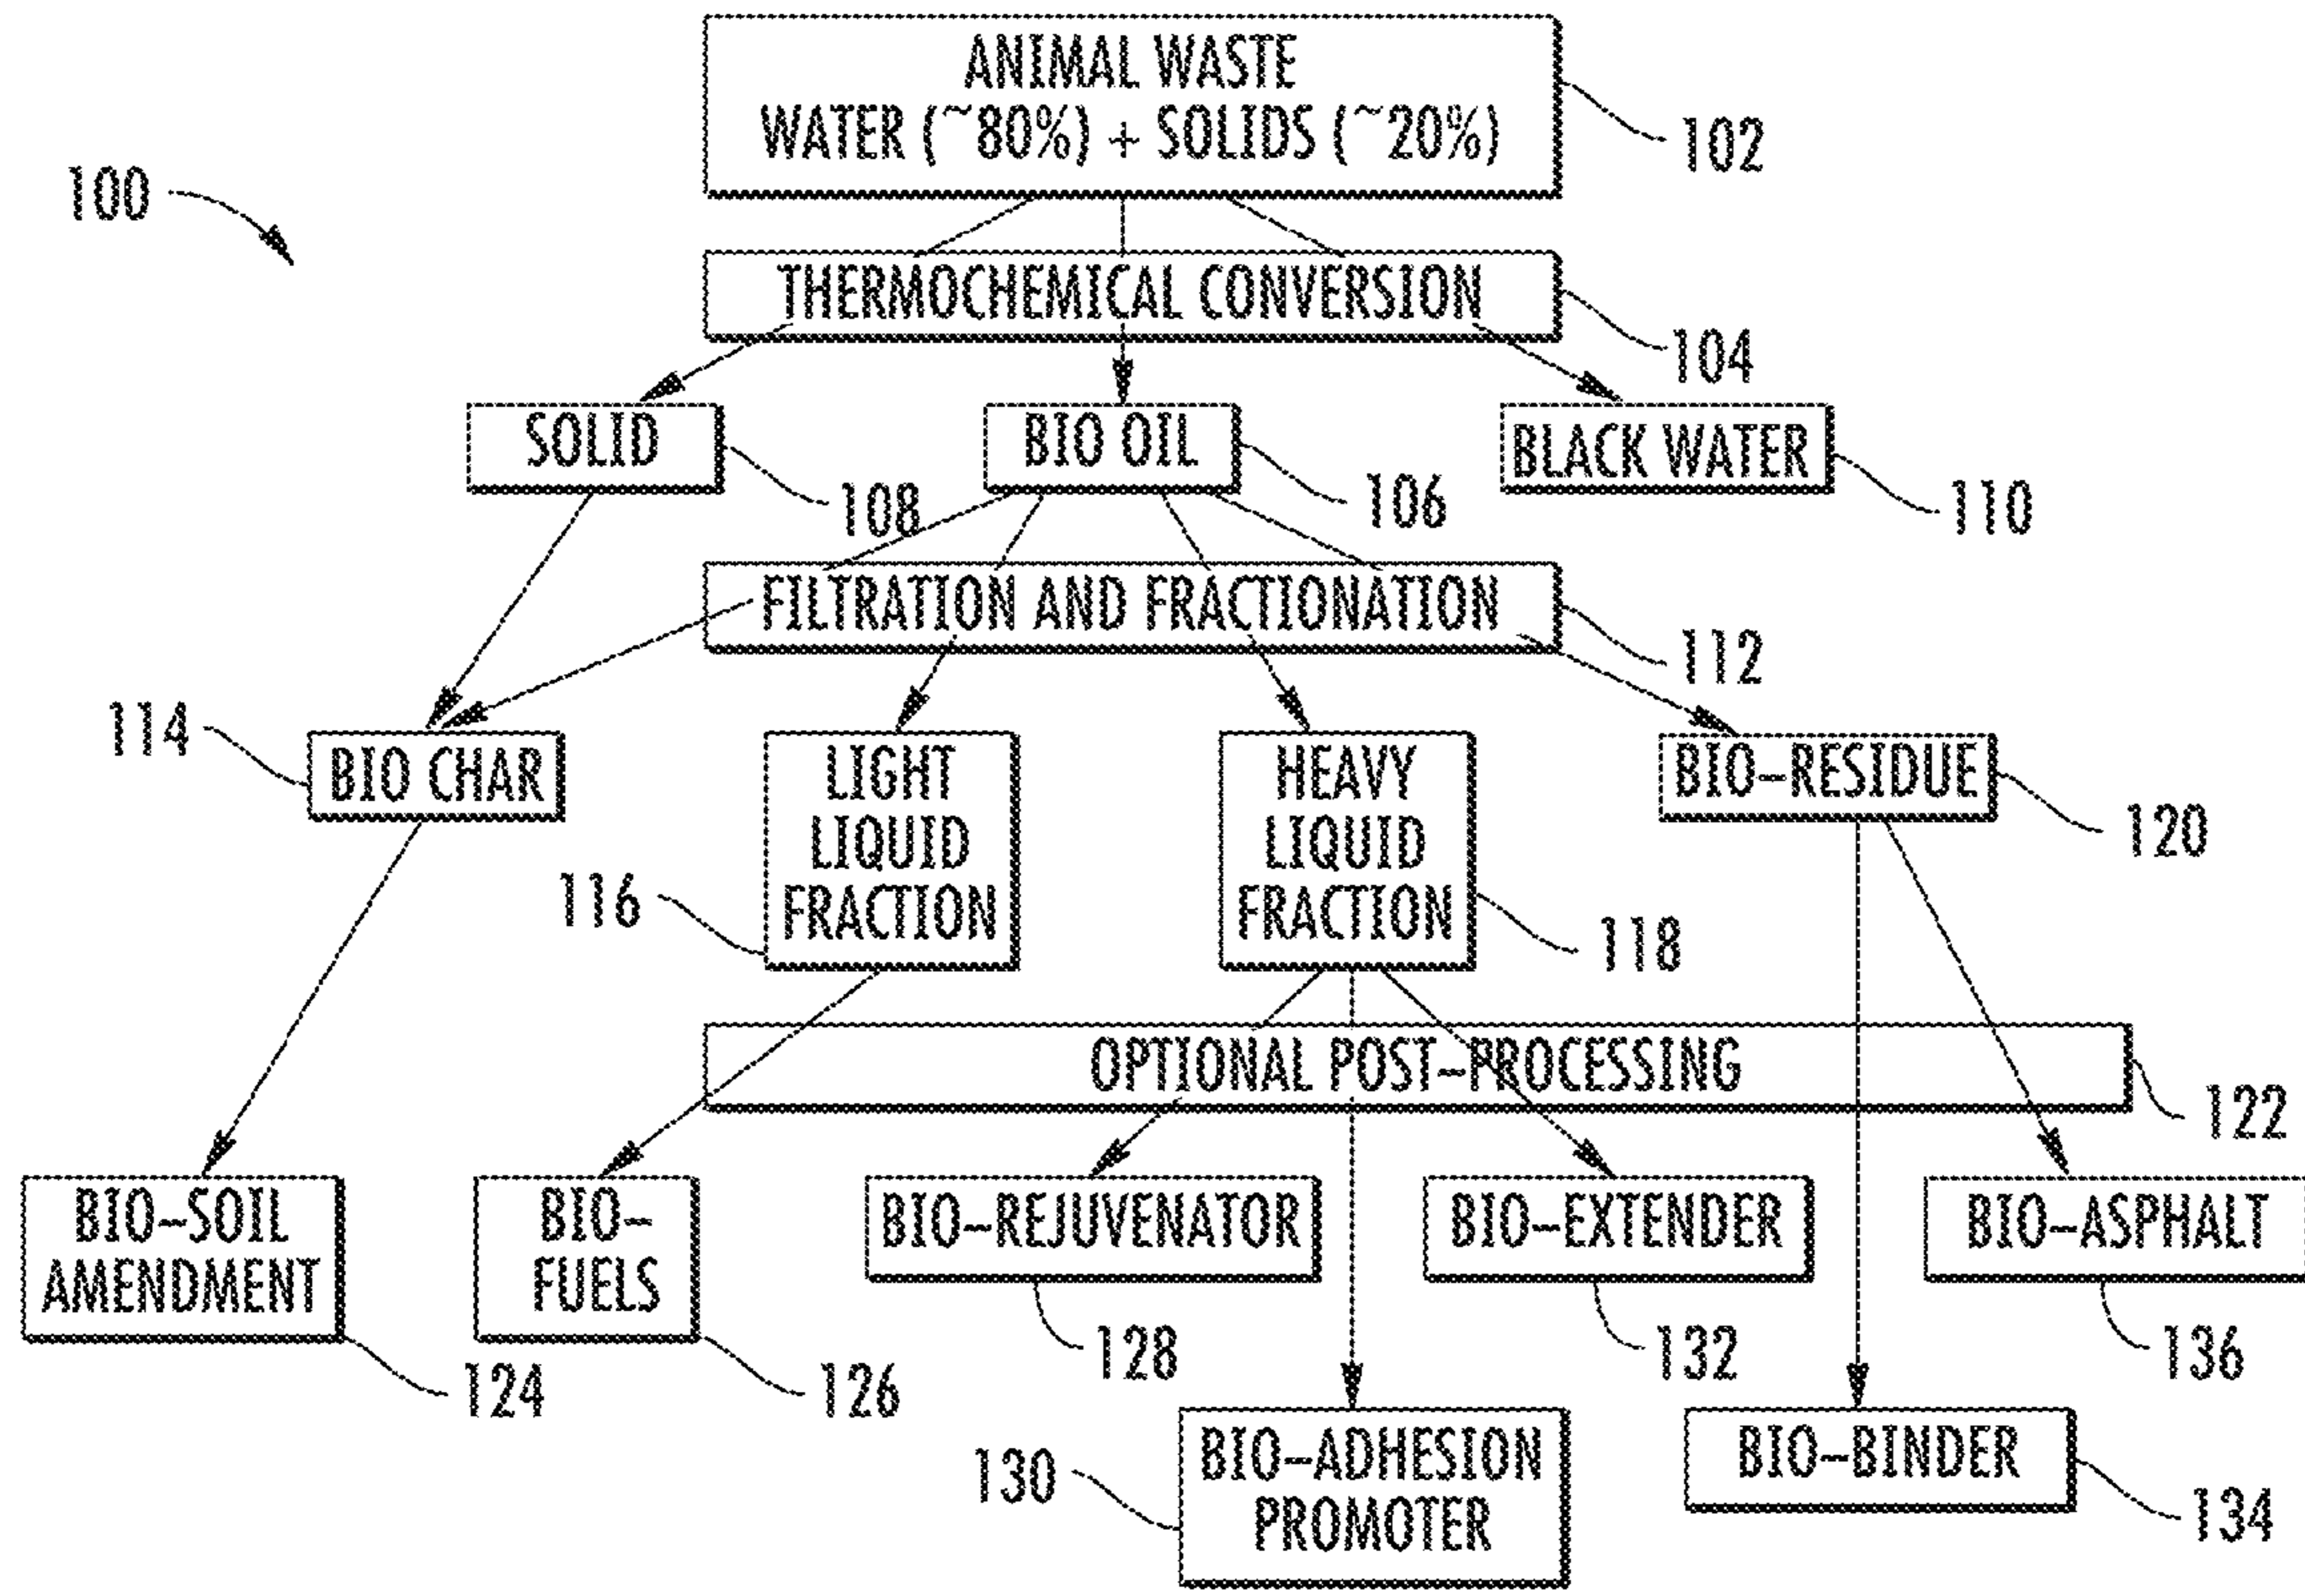 ANIMAL WASTE
WATER (~80%) + SOLIDS (~20%)
102
100
THERMOCHEMICAL CONVERSION
104
SOLID
108
BIO OIL
106
BLACK WATER
110
FILTRATION AND FRACTIONATION
112
114
BIO CHAR
LIGHT
LIQUID
FRACTION
116
HEAVY
LIQUID
FRACTION
118
BIO-RESIDUE
120
OPTIONAL POST-PROCESSING
122
BIO-SOIL
AMENDMENT
124
BIO-
FUELS
126
BIO-REJUVENATOR
128
BIO-EXTENDER
132
BIO-ASPHALT
136
130
BIO-ADHESION
PROMOTER
BIO-BINDER
134